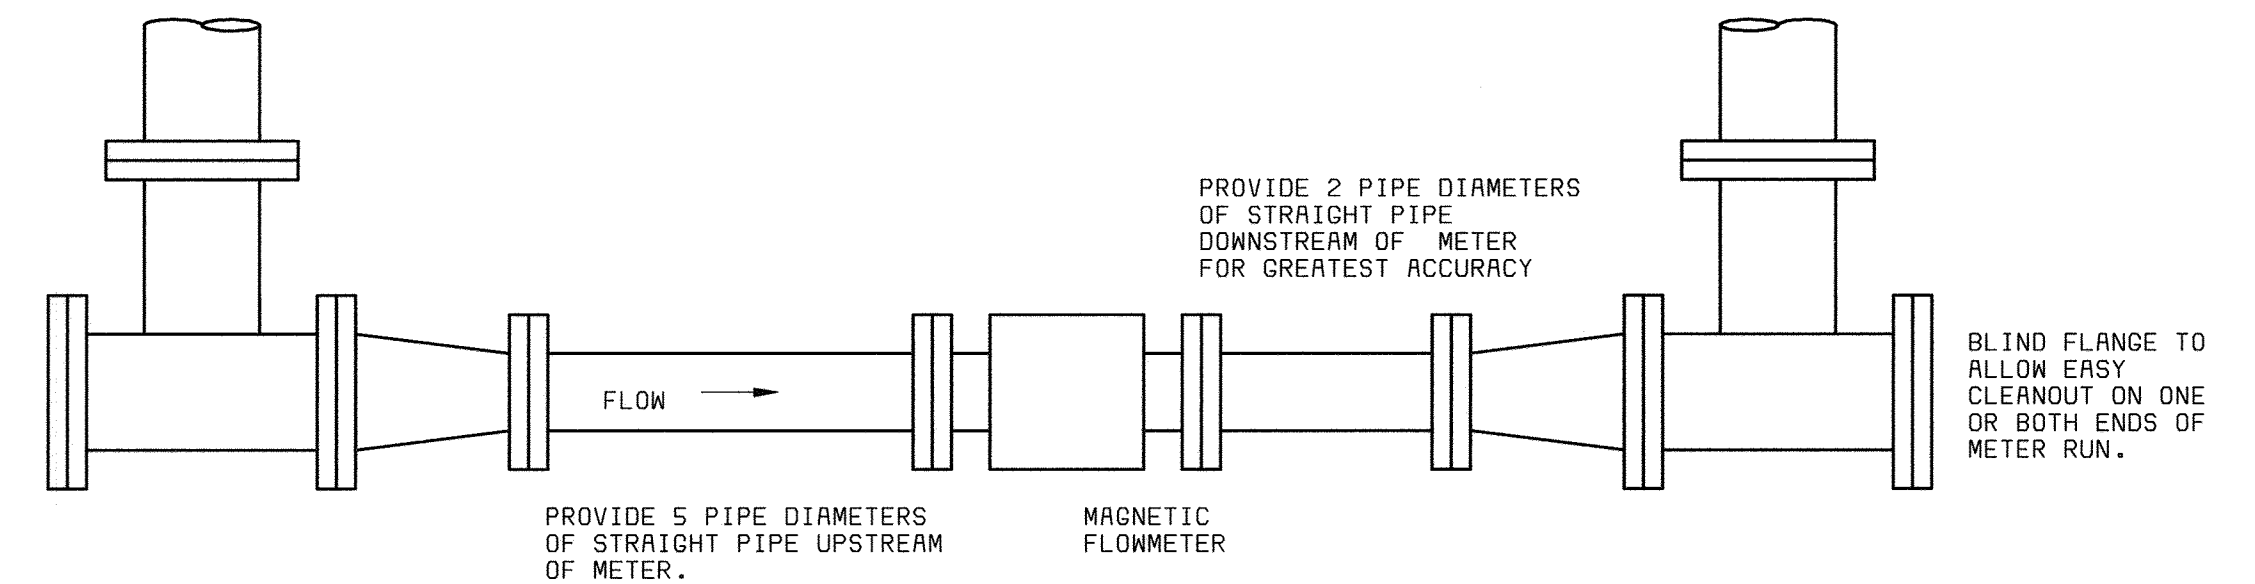 PROVIDE 2 PIPE DIAMETERS
OF STRAIGHT PIPE
DOWNSTREAM OF METER
FOR GREATEST ACCURACY
BLIND FLANGE TO
ALLOW EASY
CLEANOUT ON ONE
OR BOTH ENDS OF
METER RUN.
FLOW
PROVIDE 5 PIPE DIAMETERS
OF STRAIGHT PIPE UPSTREAM
OF METER.
MAGNETIC
FLOWMETER